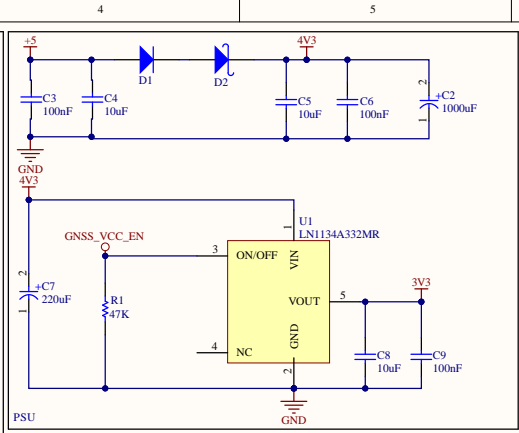 4
5
+5
4V3
D1
D2
C3
100nF
C4
10uF
C5
10uF
C6
100nF
2
+C2
1000uF
1
GND
4V3
U1
LN1134A332MR
GNSS_VCC_EN
1
3
ON/OFF
VIN
2
+C7
220uF
1
R1
47K
VOUT
5
3V3
GND
4
NC
2
C8
10uF
C9
100nF
GND
PSU